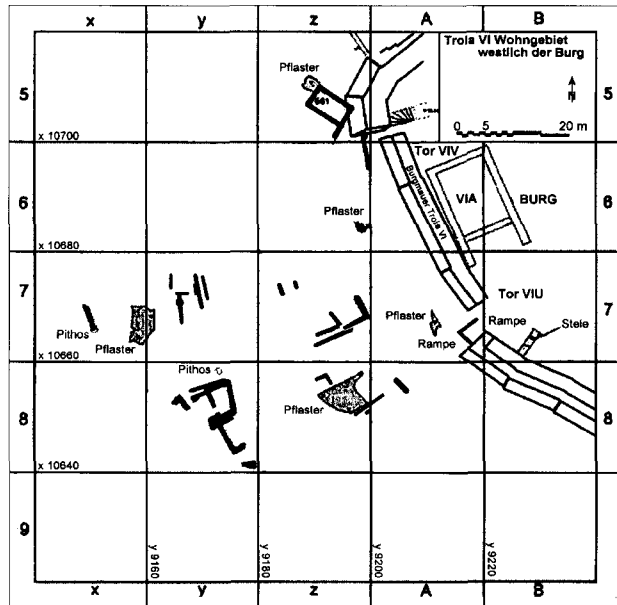 x y z A B
Troia VI Wohngebiet
westlich der Burg
N
0 5 20 m
Pflaster
5 5
x 10700
Tor VIV
Burgmauer Troia VI
VIA
BURG
6 6
Pflaster
x 10680
Tor VIU
7 7
Pithos
Pflaster
Pflaster
Rampe
Rampe
Stele
x 10660
Pithos
Pflaster
8 8
x 10640
9
y 9160
y 9180
y 9200
y 9220
x y z A B